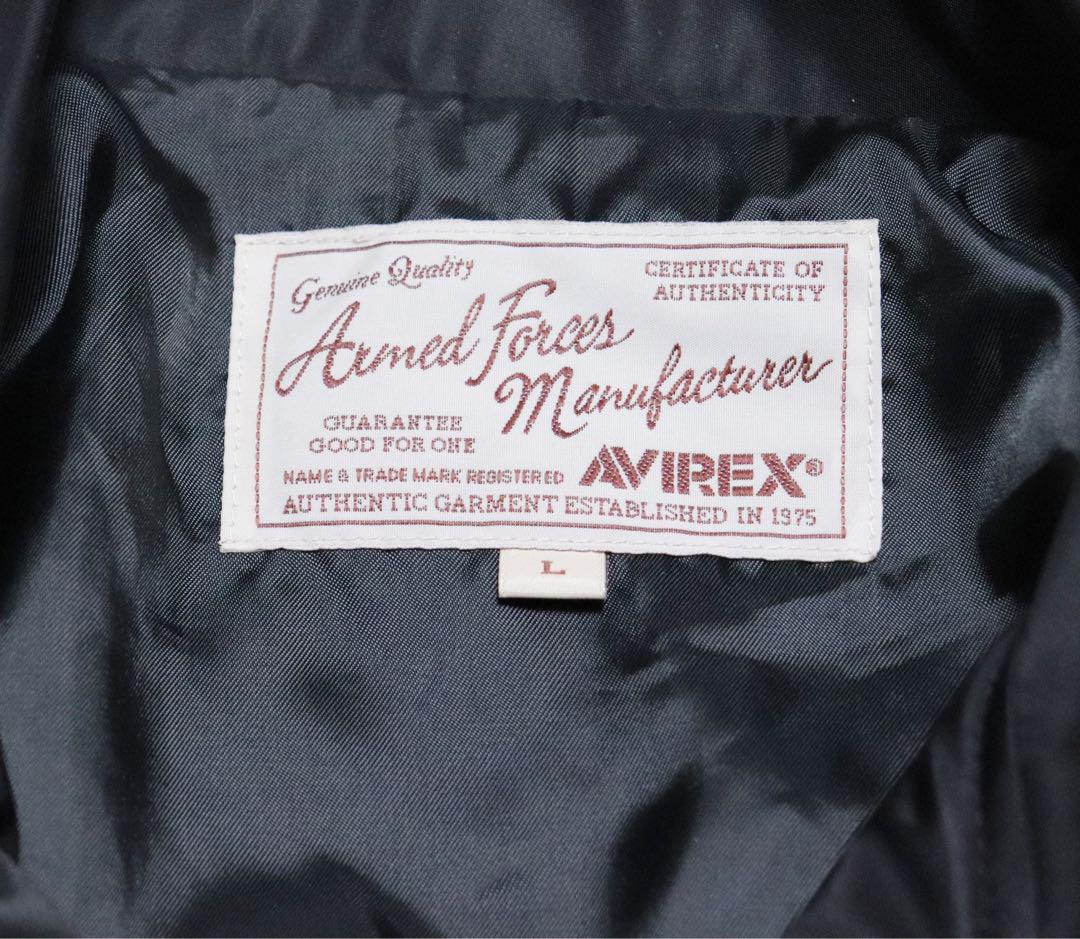 Genuine Quality
CERTIFICATE OF
AUTHENTICITY
Armed Forces
Manufacturer
GUARANTEE
GOOD FOR ONE
NAME & TRADE MARK REGISTERED
AVIREX®
AUTHENTIC GARMENT ESTABLISHED IN 1975
L